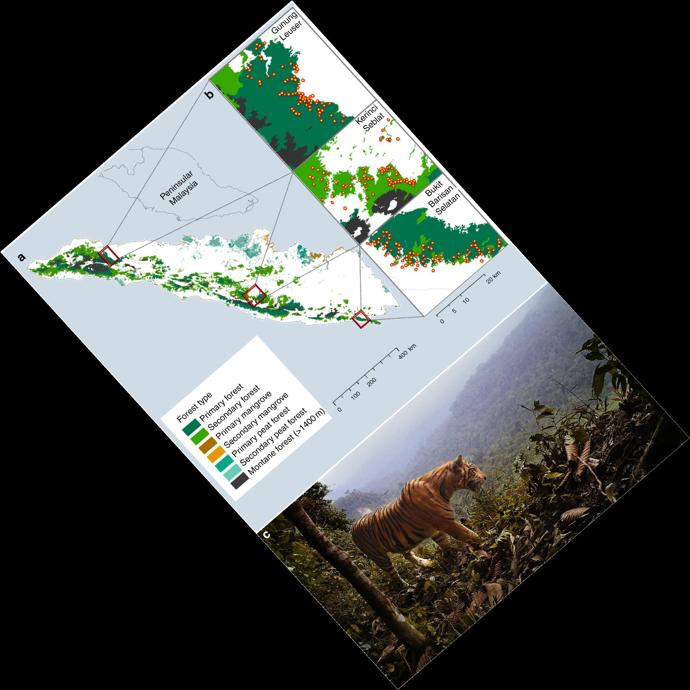 a
Peninsular
Malaysia
b
Gunung
Leuser
Kerinci
Seblat
Bukit
Barisan
Selatan
0 5 10 20 km
0 100 200 400 km
Forest type
Primary forest
Secondary forest
Primary mangrove
Secondary mangrove
Primary peat forest
Secondary peat forest
Montane forest (>1400 m)
c